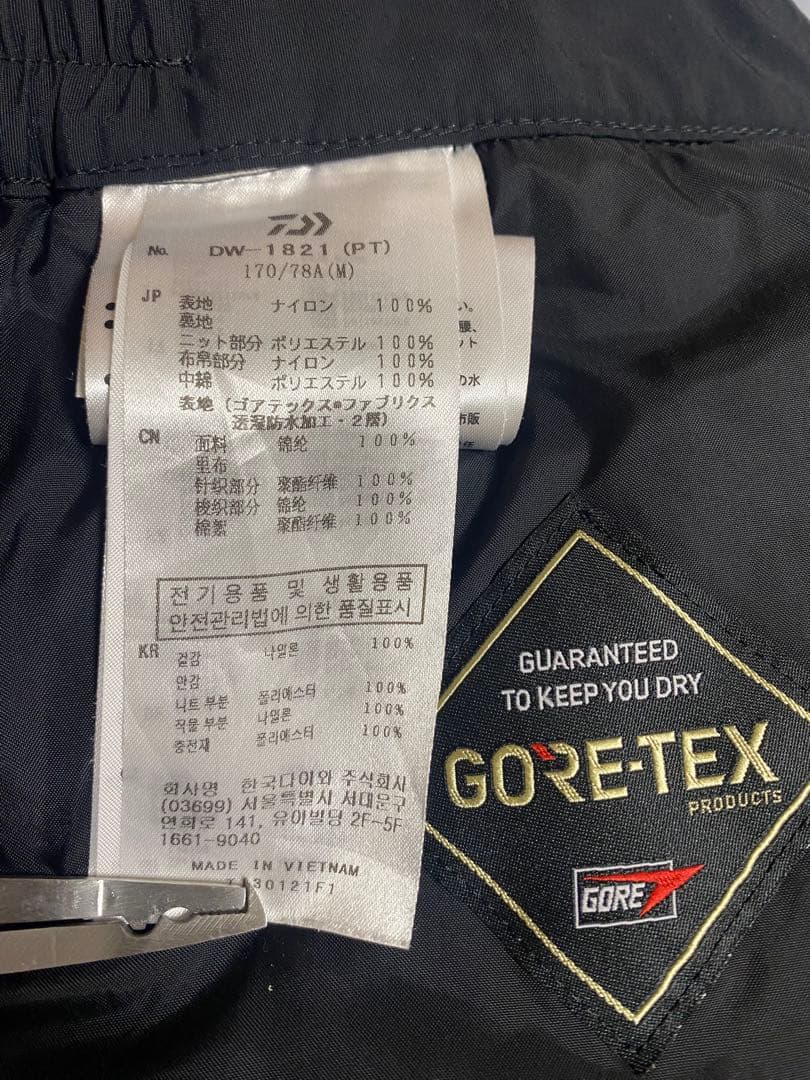 No. DW-1821 (PT)
170/78A(M)
JP 表地 ナイロン 100%
裏地
ニット部分 ポリエステル 100%
布帛部分 ナイロン 100%
中綿 ポリエステル 100%
表地 (ゴアテックス®ファブリクス
透湿防水加工・2層)
CN 面料 锦纶 100%
里布
针织部分 聚酯纤维 100%
梭织部分 锦纶 100%
棉絮 聚酯纤维 100%
전기용품 및 생활용품
안전관리법에 의한 품질표시
KR 겉감 나일론 100%
안감
니트 부분 폴리에스터 100%
직물 부분 나일론 100%
충전재 폴리에스터 100%
회사명 한국다이와 주식회사
(03699) 서울특별시 서대문구
연희로 141, 유이빌딩 2F-5F
1661-9040
MADE IN VIETNAM
30121F1
い。
腰、
ット
の水
市販
GUARANTEED
TO KEEP YOU DRY
GORE-TEX
PRODUCTS
GORE